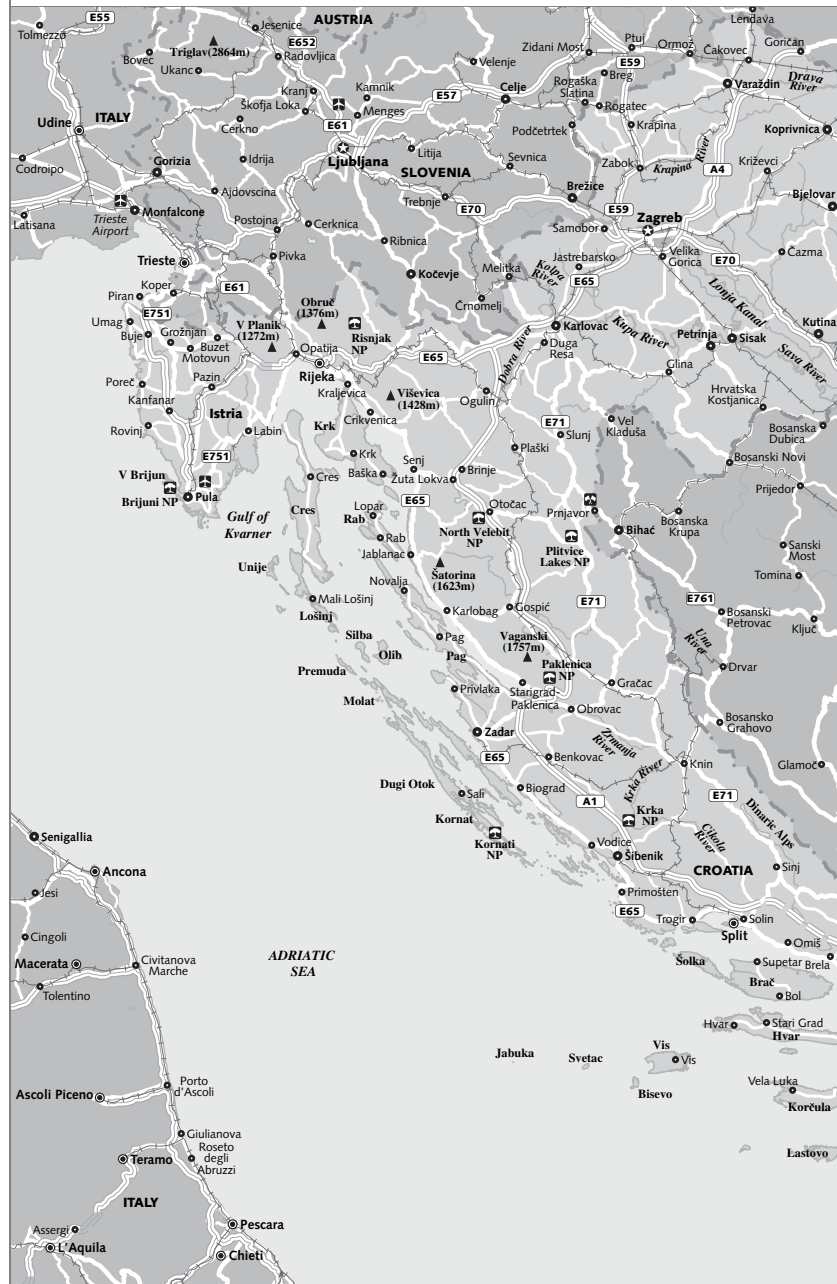 E55
Tolmezzo
Jesenice
AUSTRIA
Lendava
Triglav(2864m)
E652
Radovljica
Bovec
Ukanc
Velenje
Zidani Most
Ptuj
Ormož
Čakovec
Goričan
E59
Breg
Rogaška
Slatina
Drava
River
Varaždin
Kranj
Kamnik
Škofja Loka
Menges
E57
Celje
Rogatec
ITALY
Udine
Cerkno
E61
Podčetrtek
Krapina
Koprivnica
Ljubljana
Litija
Sevnica
Zabok
Krapina River
Križevci
Codroipo
Gorizia
Idrija
SLOVENIA
A4
Ajdovscina
Trebnje
Brežice
Bjelovar
Latisana
Trieste
Airport
Monfalcone
Postojna
Cerknica
E70
E59
Zagreb
Samobor
Ribnica
Pivka
Trieste
Kočevje
Melitka
Kolpa
River
Jastrebarsko
Velika
Gorica
E70
Čazma
E65
Koper
E61
Piran
Obruč
(1376m)
Črnomelj
Lonja Kanal
E751
Umag
Grožnjan
V Planik
(1272m)
Risnjak
NP
Karlovac
Kupa River
Petrinja
Sisak
Kutina
Buje
Buzet
Motovun
Opatija
E65
Dobra River
Duga
Resa
Sava River
Rijeka
Glina
Poreč
Pazin
Kraljevica
Viševica
(1428m)
Ogulin
Hrvatska
Kostjanica
Kanfanar
Istria
Crikvenica
E71
Vel
Kladuša
Rovinj
Labin
Krk
Slunj
Bosanska
Dubica
E751
Plaški
Krk
Senj
Brinje
Bosanski Novi
V Brijun
Cres
Baška
Žuta Lokva
Prijedor
Brijuni NP
Pula
E65
Otočac
Prnjavor
Gulf of
Kvarner
Cres
Lopar
Rab
North Velebit
NP
Bihać
Bosanska
Krupa
Rab
Plitvice
Lakes NP
Sanski
Most
Jablanac
Unije
Šatorina
(1623m)
Tomina
Novalja
Mali Lošinj
E71
E761
Lošinj
Karlobag
Gospić
Bosanski
Petrovac
Ključ
Silba
Vaganski
(1757m)
Una
River
Pag
Olib
Pag
Paklenica
NP
Drvar
Premuda
Privlaka
Starigrad-
Paklenica
Gračac
Molat
Obrovac
Bosansko
Grahovo
Zadar
Zrmanja
River
E65
Benkovac
Knin
Glamoč
Dugi Otok
Biograd
Krka River
Sali
A1
E71
Kornat
Krka
NP
Dinaric Alps
Senigallia
Kornati
NP
Vodice
Cikola
River
Šibenik
Ancona
CROATIA
Sinj
Jesi
Primošten
E65
Trogir
Solin
Split
Cingoli
Omiš
Macerata
Civitanova
Marche
ADRIATIC
SEA
Šolka
Supetar
Brela
Brač
Tolentino
Bol
Hvar
Stari Grad
Hvar
Jabuka
Svetac
Vis
Vis
Bisevo
Vela Luka
Korčula
Ascoli Piceno
Porto
d'Ascoli
Giulianova
Łastovo
Teramo
Roseto
degli
Abruzzi
ITALY
Assergi
Pescara
L'Aquila
Chieti